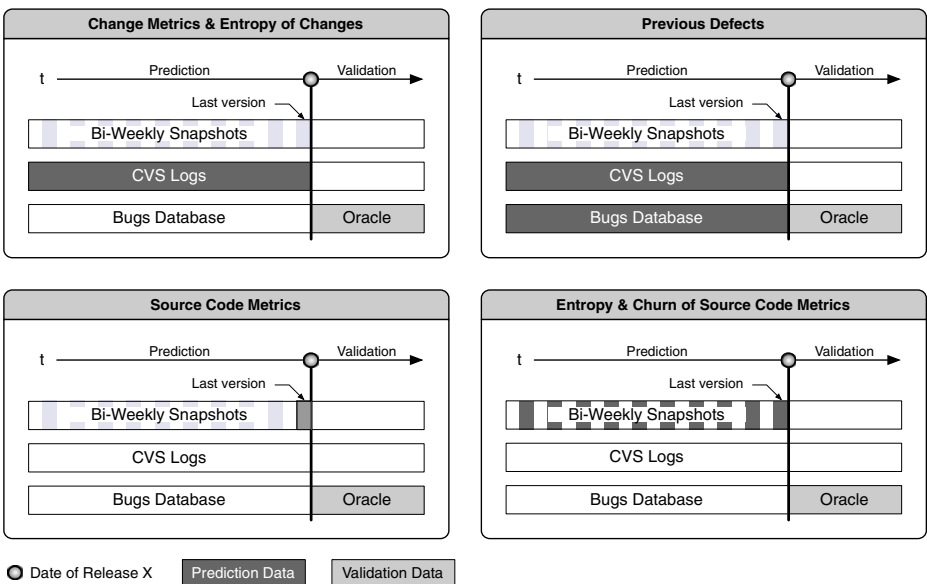 Change Metrics & Entropy of Changes
t
Prediction
Validation
Last version
Bi-Weekly Snapshots
CVS Logs
Bugs Database
Oracle
Previous Defects
t
Prediction
Validation
Last version
Bi-Weekly Snapshots
CVS Logs
Bugs Database
Oracle
Source Code Metrics
t
Prediction
Validation
Last version
Bi-Weekly Snapshots
CVS Logs
Bugs Database
Oracle
Entropy & Churn of Source Code Metrics
t
Prediction
Validation
Last version
Bi-Weekly Snapshots
CVS Logs
Bugs Database
Oracle
Date of Release X
Prediction Data
Validation Data